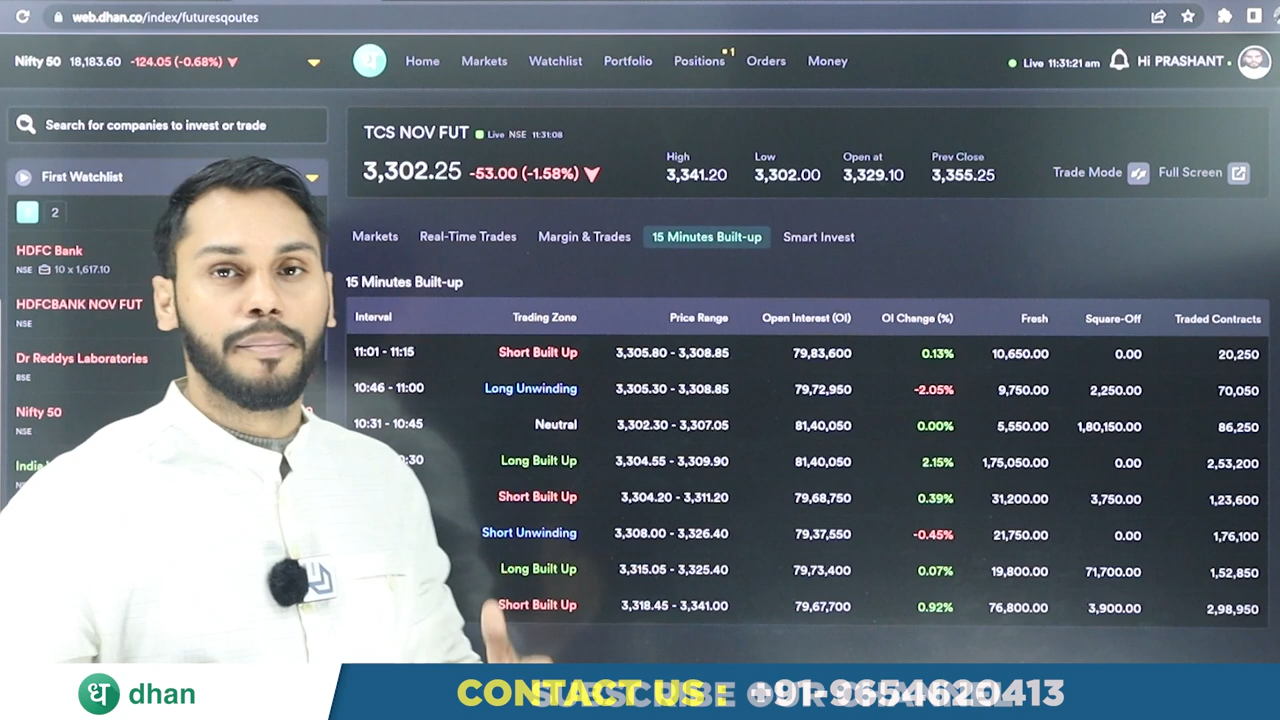 web.dhan.co/index/futuresqoutes
Nifty 50 18,183.60 -124.05 (-0.68%)
ध
Home Markets Watchlist Portfolio Positions 1 Orders Money
Live 11:31:21 am Hi PRASHANT
Search for companies to invest or trade
TCS NOV FUT Live NSE 11:31:08
3,302.25 -53.00 (-1.58%)
High Low Open at Prev Close
3,341.20 3,302.00 3,329.10 3,355.25
Trade Mode Full Screen
First Watchlist
2
HDFC Bank
NSE 10 x 1,617.10
HDFCBANK NOV FUT
NSE
Dr Reddys Laboratories
BSE
Nifty 50
NSE
India
Markets Real-Time Trades Margin & Trades 15 Minutes Built-up Smart Invest
15 Minutes Built-up
Interval Trading Zone Price Range Open Interest (OI) OI Change (%) Fresh Square-Off Traded Contracts
11:01 - 11:15 Short Built Up 3,305.80 - 3,308.85 79,83,600 0.13% 10,650.00 0.00 20,250
10:46 - 11:00 Long Unwinding 3,305.30 - 3,308.85 79,72,950 -2.05% 9,750.00 2,250.00 70,050
10:31 - 10:45 Neutral 3,302.30 - 3,307.05 81,40,050 0.00% 5,550.00 1,80,150.00 86,250
:30 Long Built Up 3,304.55 - 3,309.90 81,40,050 2.15% 1,75,050.00 0.00 2,53,200
Short Built Up 3,304.20 - 3,311.20 79,68,750 0.39% 31,200.00 3,750.00 1,23,600
Short Unwinding 3,308.00 - 3,326.40 79,37,550 -0.45% 21,750.00 0.00 1,76,100
Long Built Up 3,315.05 - 3,325.40 79,73,400 0.07% 19,800.00 71,700.00 1,52,850
Short Built Up 3,318.45 - 3,341.00 79,67,700 0.92% 76,800.00 3,900.00 2,98,950
ध dhan
CONTACT US : +91-9654620413
SUBSCRIBE OUR CHANNEL